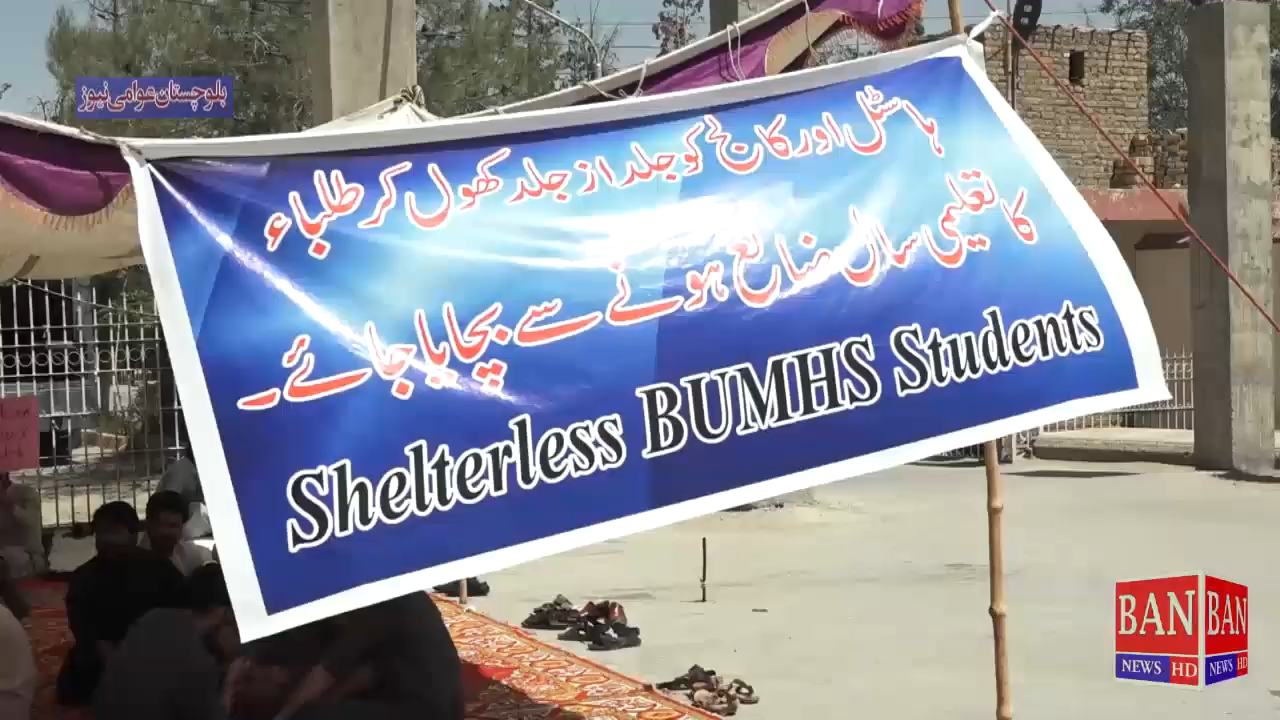 بلوچستان عوامی نیوز
ہاسٹل اور کالج کو جلد از جلد کھول کر طلباء
کا تعلیمی سال ضائع ہونے سے بچایا جائے۔
Shelterless BUMHS Students
BAN BAN
NEWS HD NEWS HD